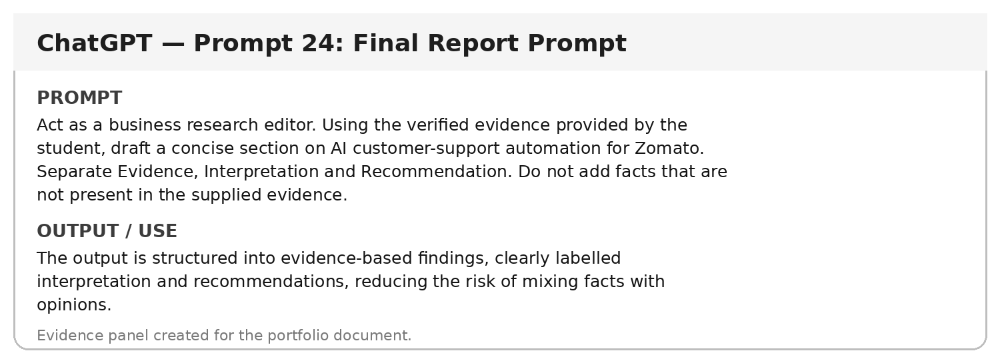 ChatGPT — Prompt 24: Final Report Prompt
PROMPT
Act as a business research editor. Using the verified evidence provided by the
student, draft a concise section on AI customer-support automation for Zomato.
Separate Evidence, Interpretation and Recommendation. Do not add facts that are
not present in the supplied evidence.
OUTPUT / USE
The output is structured into evidence-based findings, clearly labelled
interpretation and recommendations, reducing the risk of mixing facts with
opinions.
Evidence panel created for the portfolio document.